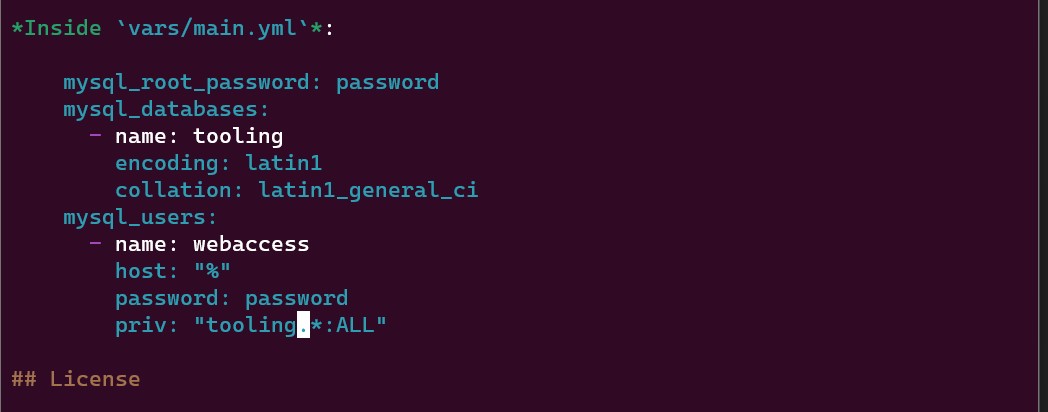 *Inside `vars/main.yml`*:
mysql_root_password: password
mysql_databases:
- name: tooling
encoding: latin1
collation: latin1_general_ci
mysql_users:
- name: webaccess
host: "%"
password: password
priv: "tooling.*:ALL"
## License